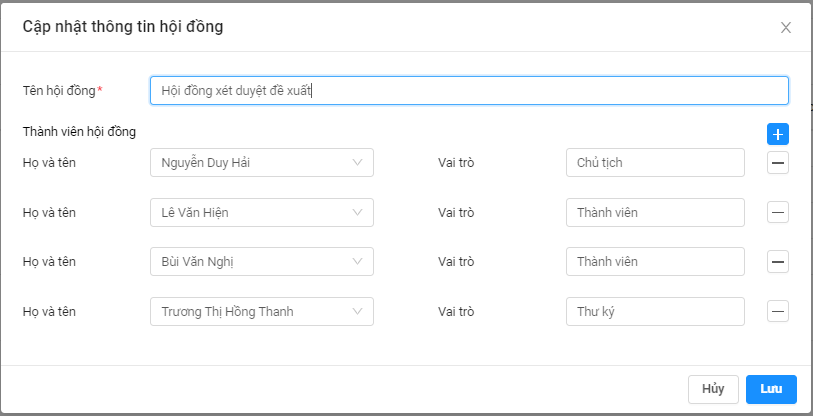 Cập nhật thông tin hội đồng
Tên hội đồng* Hội đồng xét duyệt đề xuất
Thành viên hội đồng
Họ và tên Nguyễn Duy Hải Vai trò Chủ tịch
Họ và tên Lê Văn Hiện Vai trò Thành viên
Họ và tên Bùi Văn Nghị Vai trò Thành viên
Họ và tên Trương Thị Hồng Thanh Vai trò Thư ký
Hủy Lưu